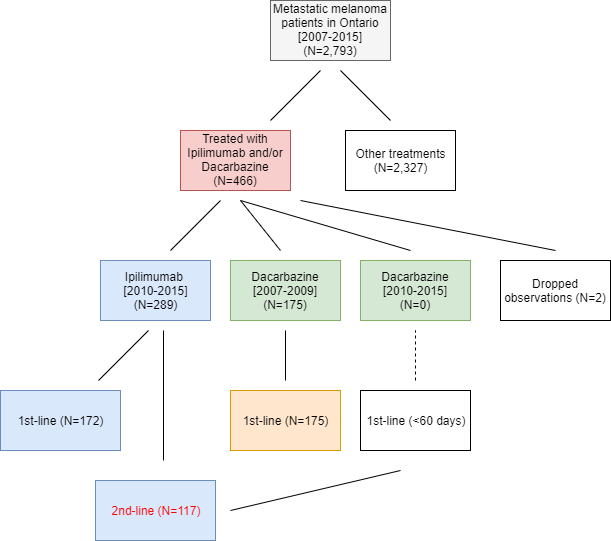 Metastatic melanoma
patients in Ontario
[2007-2015]
(N=2,793)
Treated with
Ipilimumab and/or
Dacarbazine
(N=466)
Other treatments
(N=2,327)
Ipilimumab
[2010-2015]
(N=289)
Dacarbazine
[2007-2009]
(N=175)
Dacarbazine
[2010-2015]
(N=0)
Dropped
observations (N=2)
1st-line (N=172)
1st-line (N=175)
1st-line (<60 days)
2nd-line (N=117)